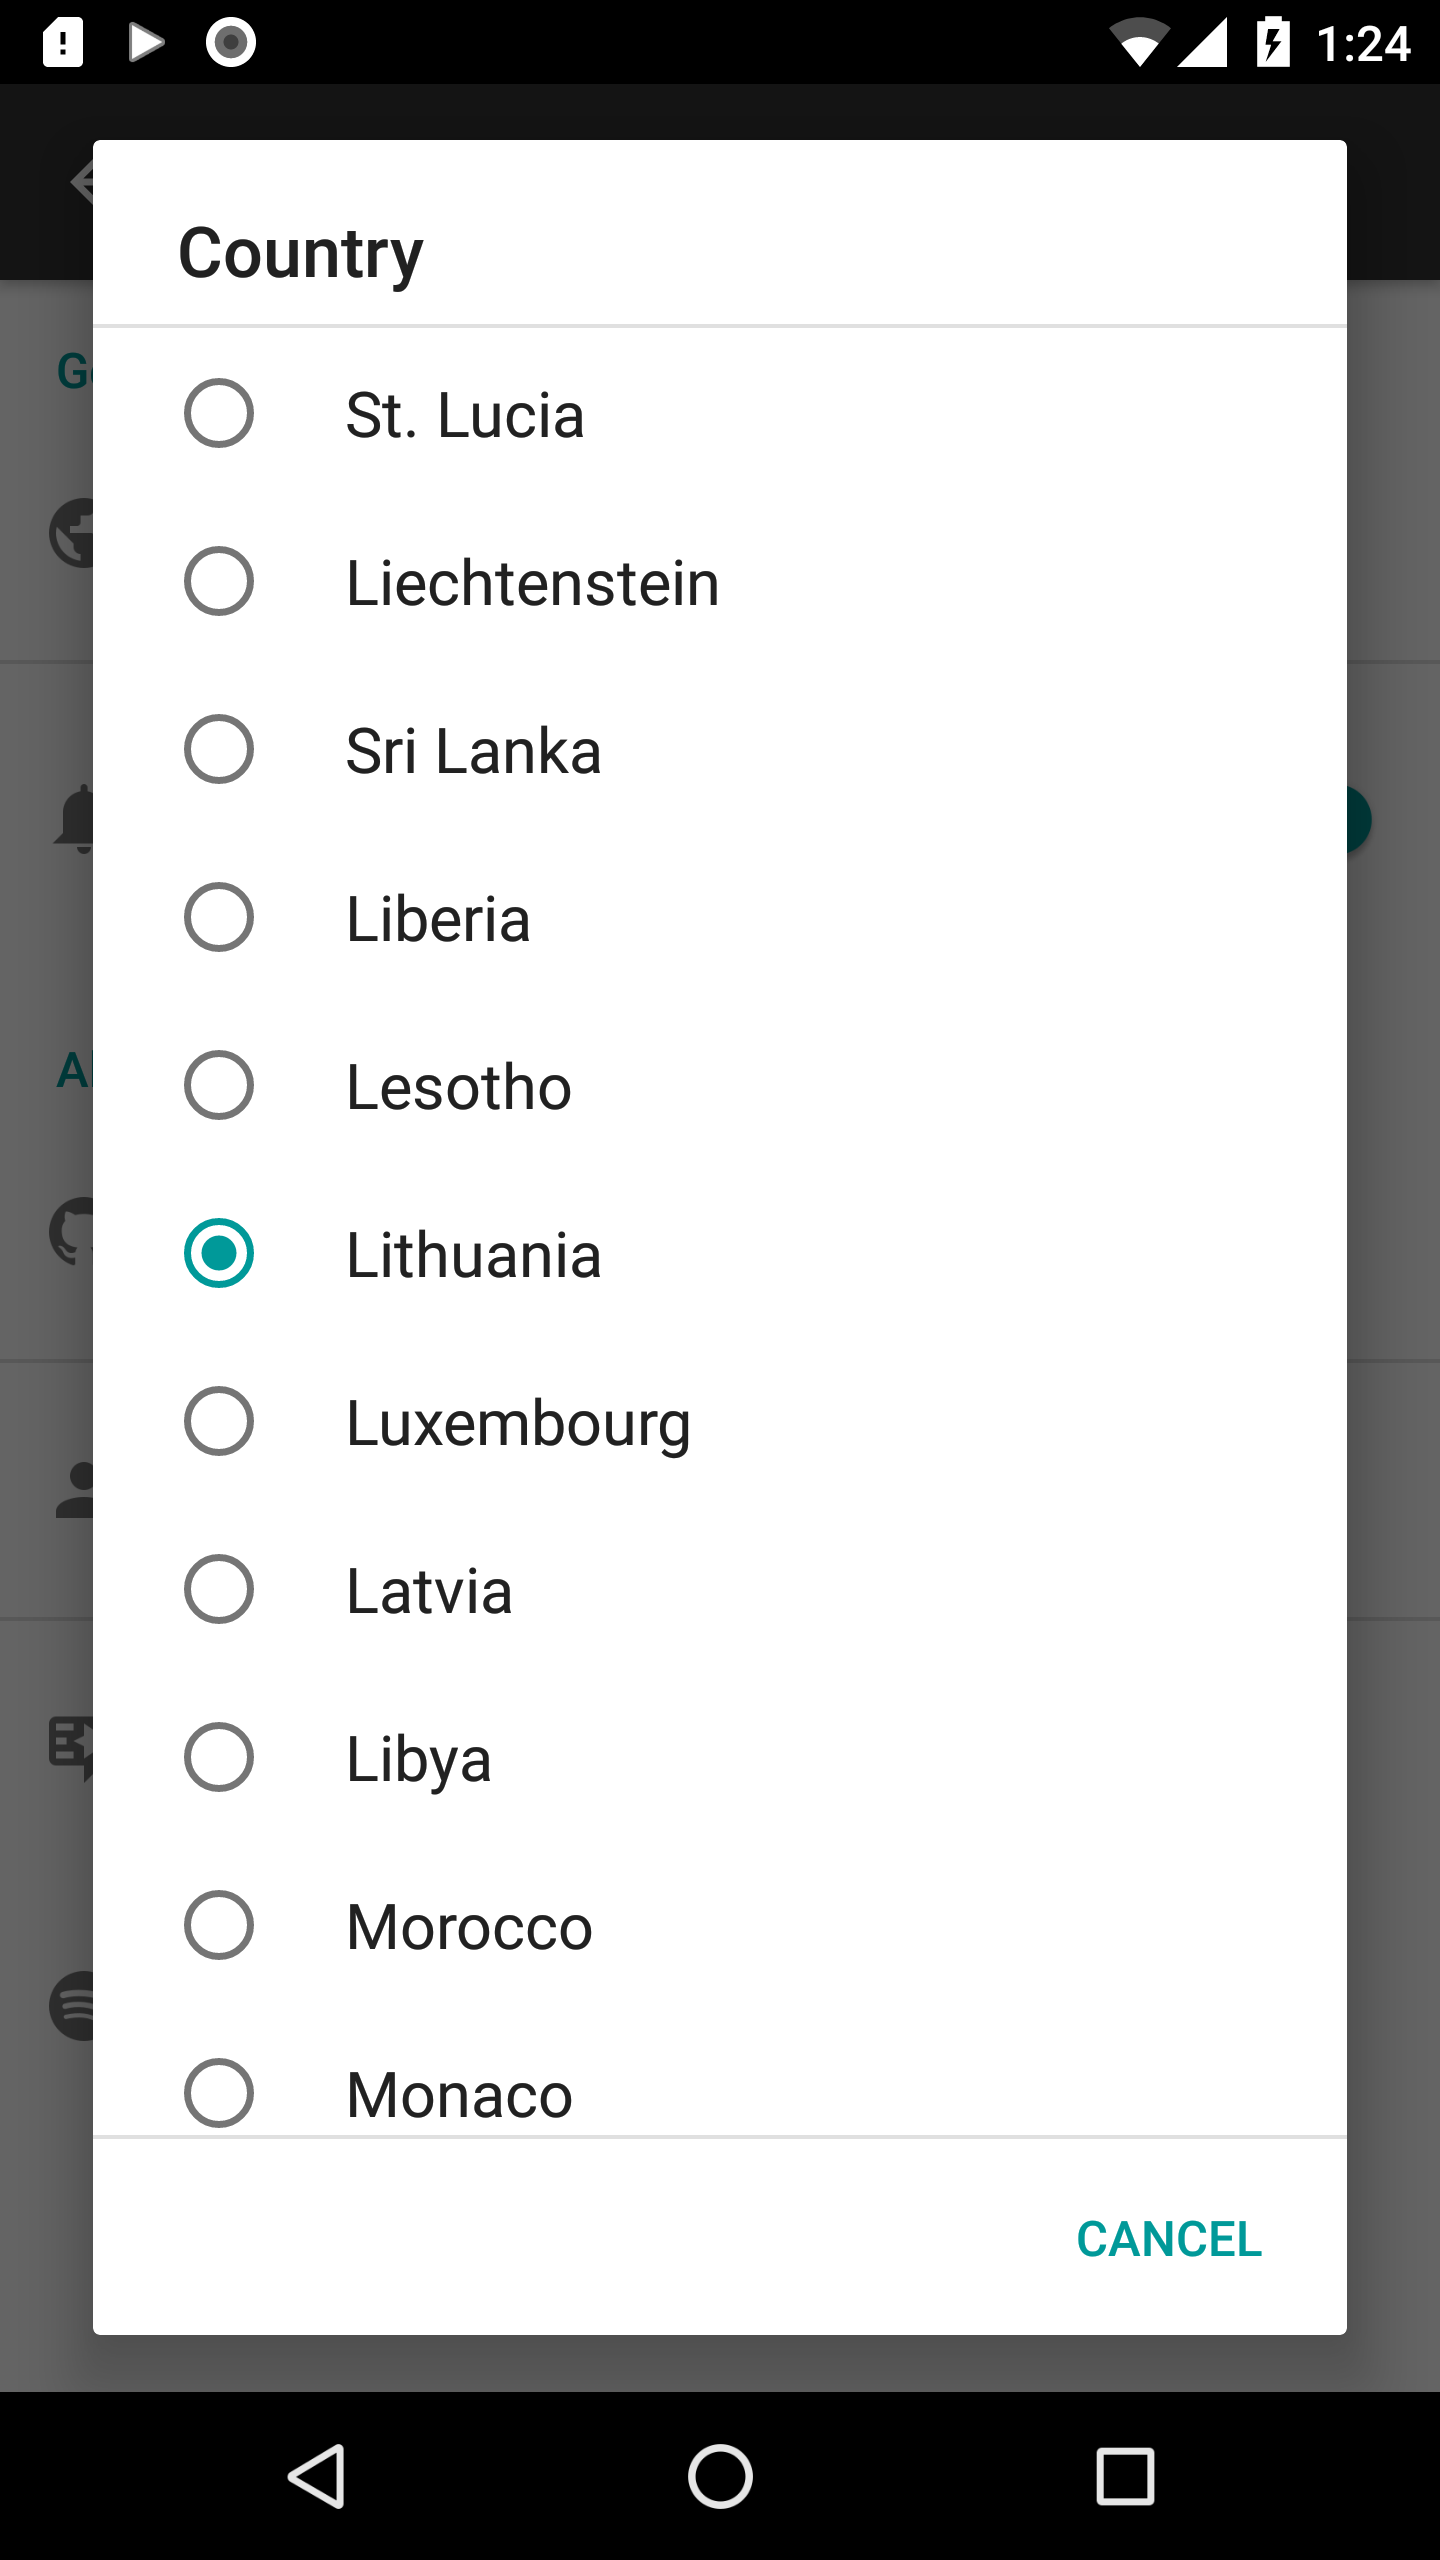 1:24
Country
St. Lucia
Liechtenstein
Sri Lanka
Liberia
Lesotho
Lithuania
Luxembourg
Latvia
Libya
Morocco
Monaco
CANCEL